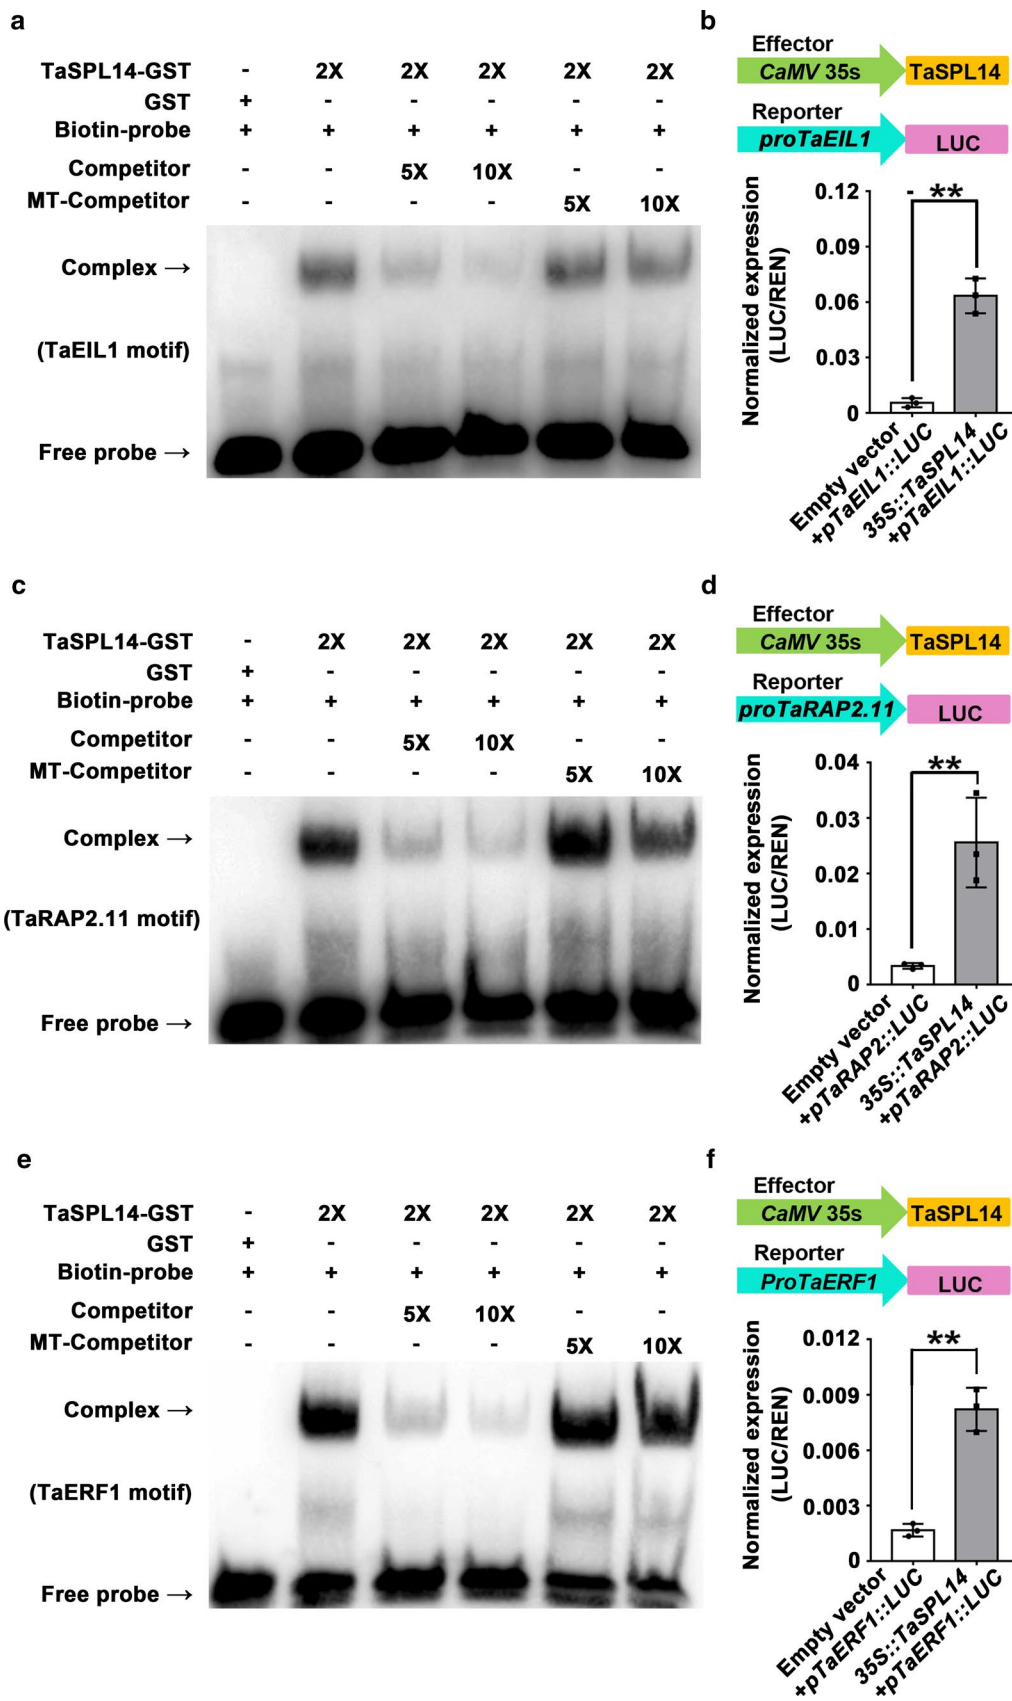 a
TaSPL14-GST - 2X 2X 2X 2X 2X
GST + - - - - -
Biotin-probe + + + + + +
Competitor - - 5X 10X - -
MT-Competitor - - - - 5X 10X
Complex →
(TaEIL1 motif)
Free probe →
b
Effector
CaMV 35s TaSPL14
Reporter
proTaEIL1 LUC
Normalized expression
(LUC/REN)
0.12
0.09
0.06
0.03
0
- **
Empty vector
+pTaEIL1::LUC
35S::TaSPL14
+pTaEIL1::LUC
c
TaSPL14-GST - 2X 2X 2X 2X 2X
GST + - - - - -
Biotin-probe + + + + + +
Competitor - - 5X 10X - -
MT-Competitor - - - - 5X 10X
Complex →
(TaRAP2.11 motif)
Free probe →
d
Effector
CaMV 35s TaSPL14
Reporter
proTaRAP2.11 LUC
Normalized expression
(LUC/REN)
0.04
0.03
0.02
0.01
0
**
Empty vector
+pTaRAP2::LUC
35S::TaSPL14
+pTaRAP2::LUC
e
TaSPL14-GST - 2X 2X 2X 2X 2X
GST + - - - - -
Biotin-probe + + + + + +
Competitor - - 5X 10X - -
MT-Competitor - - - - 5X 10X
Complex →
(TaERF1 motif)
Free probe →
f
Effector
CaMV 35s TaSPL14
Reporter
ProTaERF1 LUC
Normalized expression
(LUC/REN)
0.012
0.009
0.006
0.003
0
**
Empty vector
+pTaERF1::LUC
35S::TaSPL14
+pTaERF1::LUC